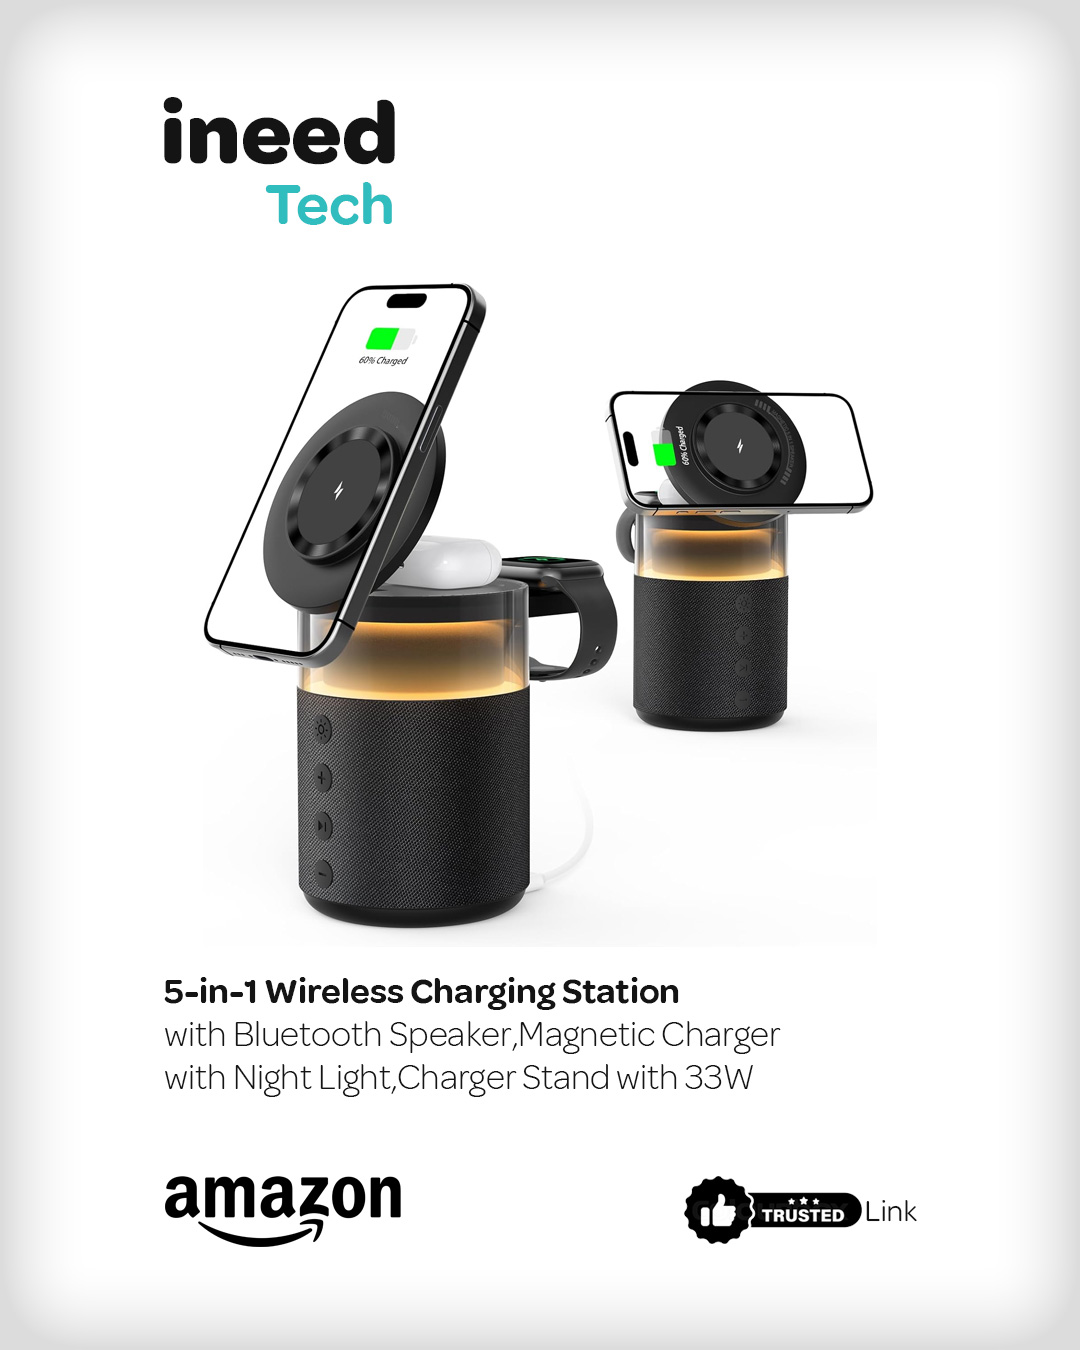 ineed
Tech
60% Charged
60% Charged
5-in-1 Wireless Charging Station
with Bluetooth Speaker,Magnetic Charger
with Night Light,Charger Stand with 33W
amazon
TRUSTED Link